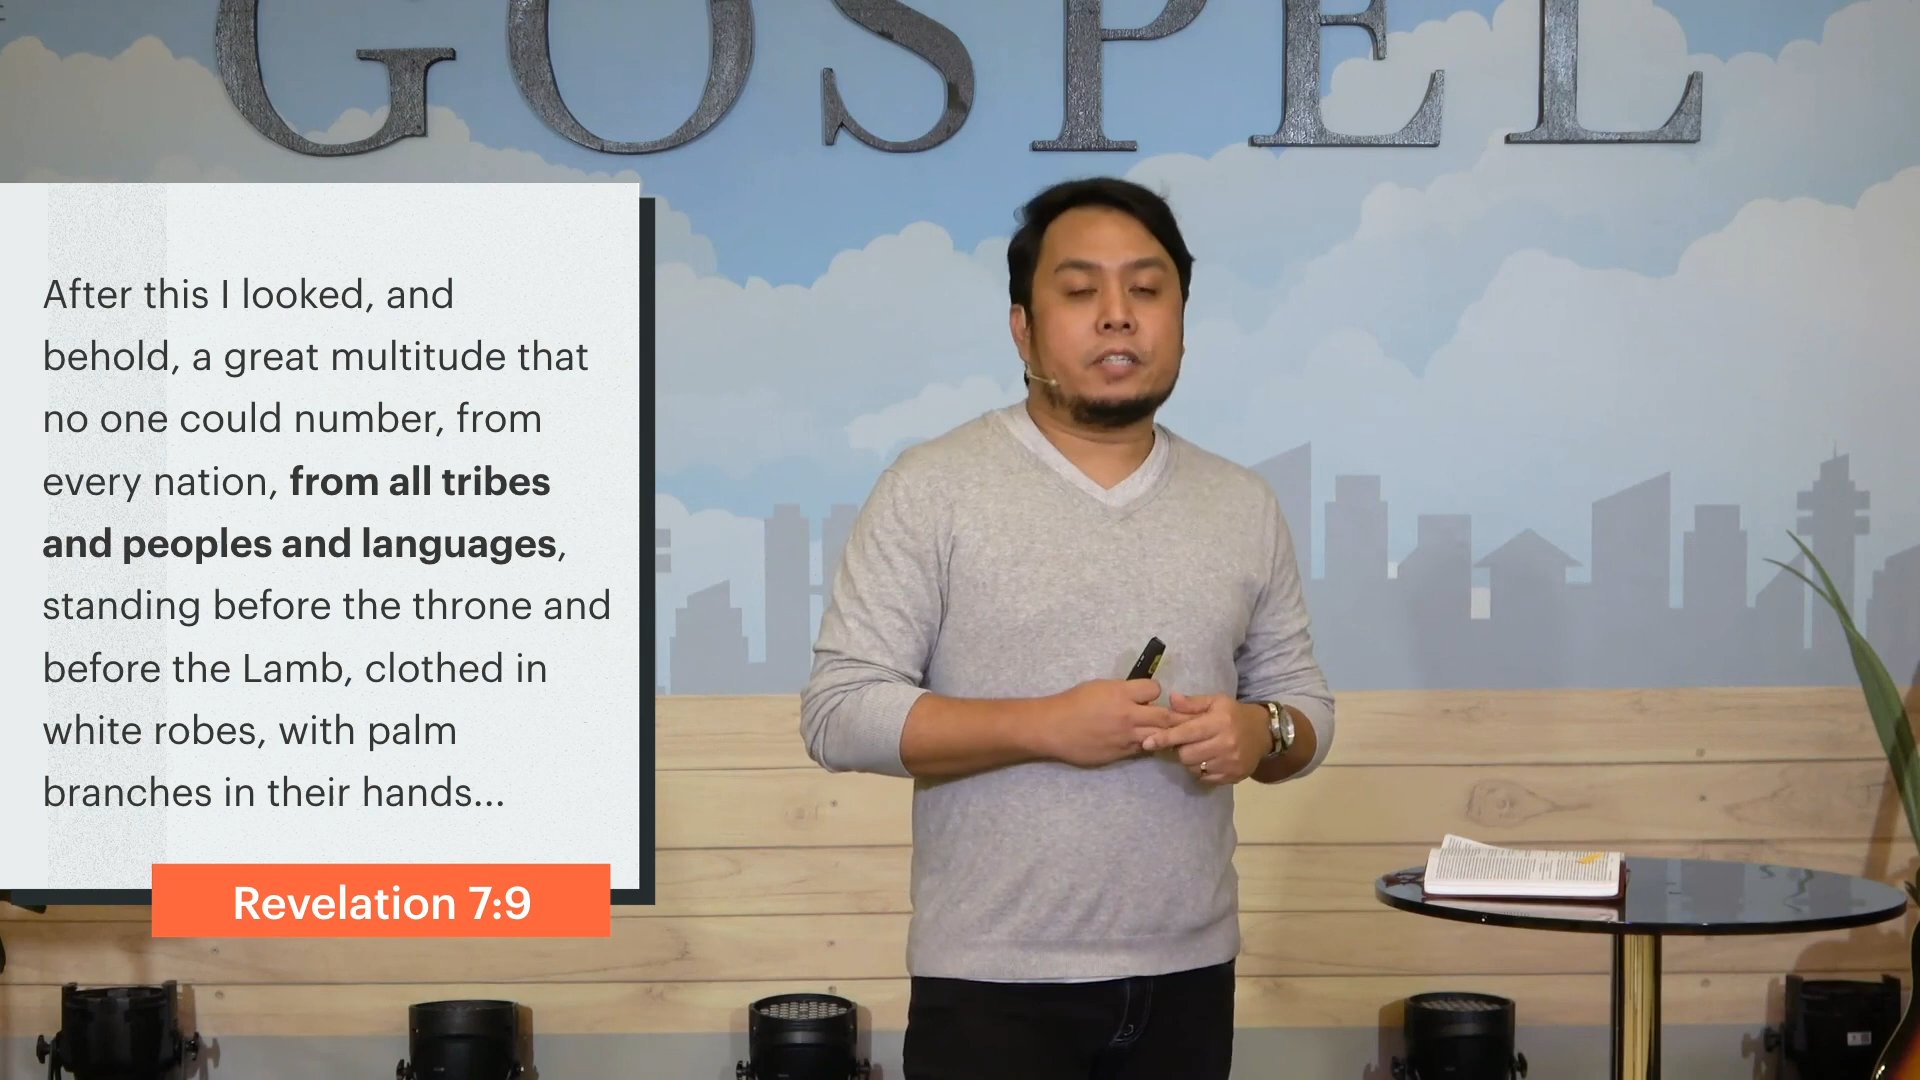 GOSPEL
After this I looked, and
behold, a great multitude that
no one could number, from
every nation, from all tribes
and peoples and languages,
standing before the throne and
before the Lamb, clothed in
white robes, with palm
branches in their hands...
Revelation 7:9